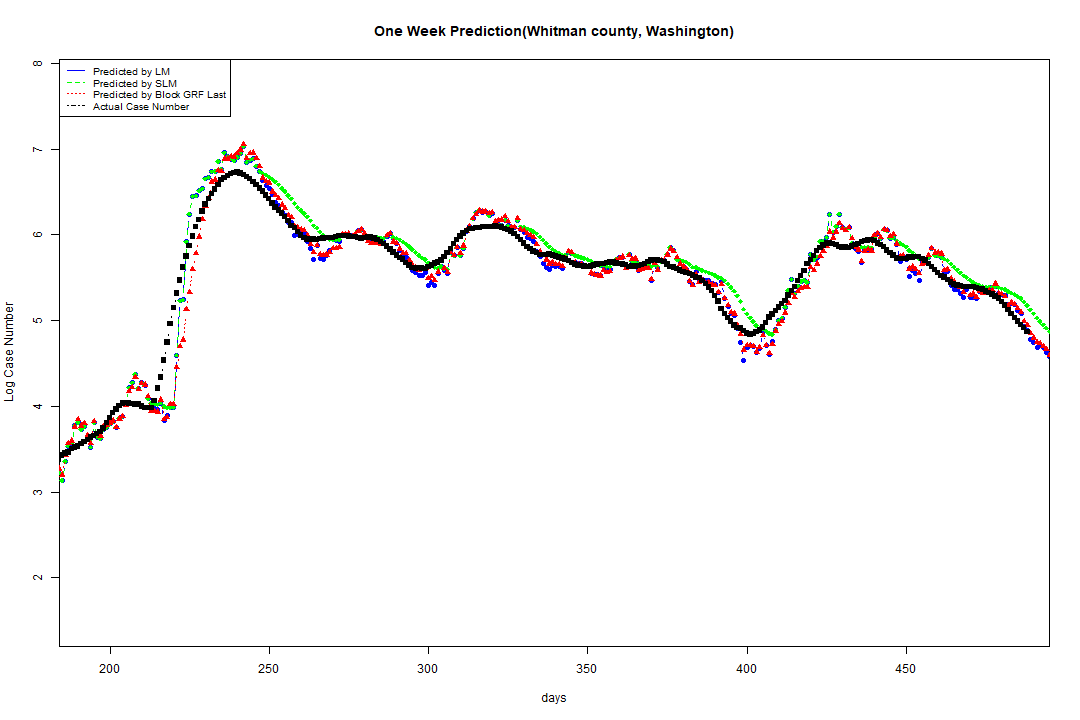 One Week Prediction(Whitman county, Washington)
Predicted by LM
Predicted by SLM
Predicted by Block GRF Last
Actual Case Number
8
7
6
5
4
3
2
Log Case Number
200 250 300 350 400 450
days